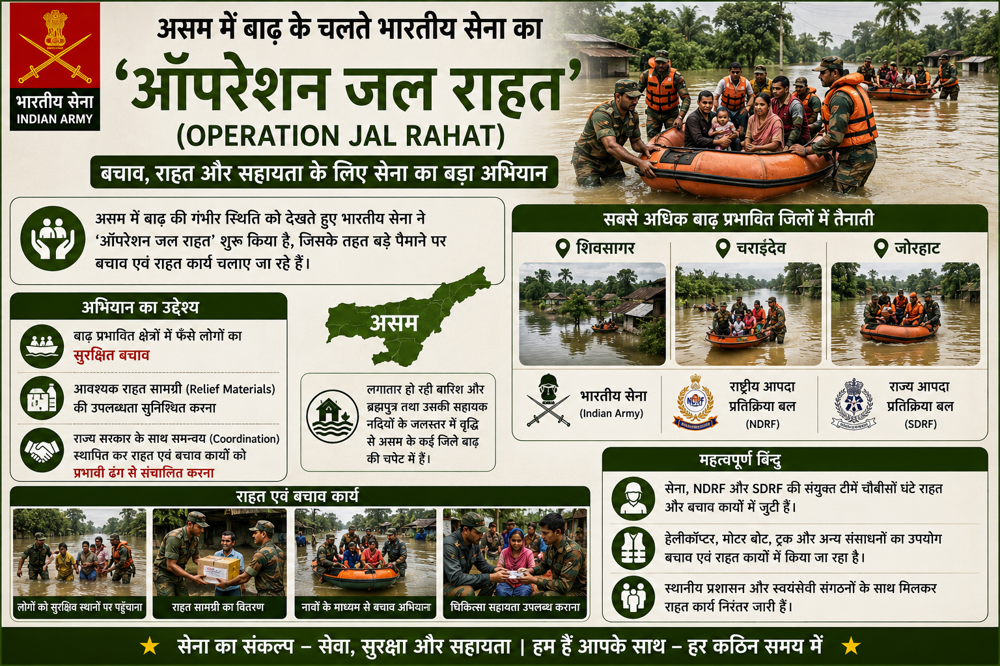 भारतीय सेना
INDIAN ARMY
असम में बाढ़ के चलते भारतीय सेना का
‘ऑपरेशन जल राहत’
(OPERATION JAL RAHAT)
बचाव, राहत और सहायता के लिए सेना का बड़ा अभियान
असम में बाढ़ की गंभीर स्थिति को देखते हुए भारतीय सेना ने
‘ऑपरेशन जल राहत’ शुरू किया है, जिसके तहत बड़े पैमाने पर
बचाव एवं राहत कार्य चलाए जा रहे हैं।
अभियान का उद्देश्य
बाढ़ प्रभावित क्षेत्रों में फँसे लोगों का
सुरक्षित बचाव
आवश्यक राहत सामग्री (Relief Materials)
की उपलब्धता सुनिश्चित करना
राज्य सरकार के साथ समन्वय (Coordination)
स्थापित कर राहत एवं बचाव कार्यों को
प्रभावी ढंग से संचालित करना
असम
लगातार हो रही बारिश और
ब्रह्मपुत्र तथा उसकी सहायक
नदियों के जलस्तर में वृद्धि
से असम के कई जिले बाढ़
की चपेट में हैं।
सबसे अधिक बाढ़ प्रभावित जिलों में तैनाती
शिवसागर
चराइदेव
जोरहाट
भारतीय सेना
(Indian Army)
NDRF
राष्ट्रीय आपदा
प्रतिक्रिया बल
(NDRF)
राज्य आपदा
प्रतिक्रिया बल
(SDRF)
राहत एवं बचाव कार्य
लोगों को सुरक्षिव स्थानों पर पहुँचाना
राहत सामग्री का वितरण
नावों के माध्यम से बचाव अभियान
चिकित्सा सहायता उपलब्ध कराना
महत्वपूर्ण बिंन्दु
सेना, NDRF और SDRF की संयुक्त टीमें चौबीसों घंटे राहत
और बचाव कार्यों में जुटी हैं।
हेलीकॉप्टर, मोटर बोट, ट्रक और अन्य संसाधनों का उपयोग
बचाव एवं राहत कार्यों में किया जा रहा है।
स्थानीय प्रशासन और स्वयंसेवी संगठनों के साथ मिलकर
राहत कार्य निरंतर जारी हैं।
सेना का संकल्प – सेवा, सुरक्षा और सहायता | हम हैं आपके साथ – हर कठिन समय में